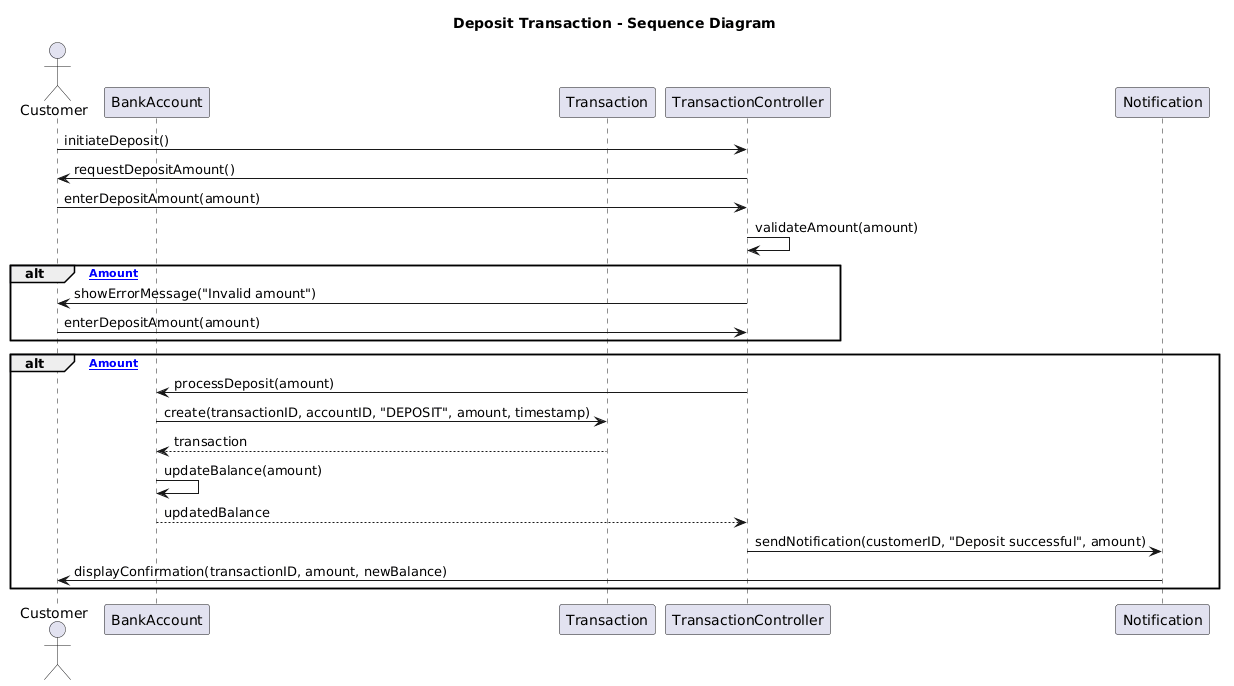 Deposit Transaction - Sequence Diagram
Customer
BankAccount
Transaction
TransactionController
Notification
initiateDeposit()
requestDepositAmount()
enterDepositAmount(amount)
validateAmount(amount)
alt
Amount
showErrorMessage("Invalid amount")
enterDepositAmount(amount)
alt
Amount
processDeposit(amount)
create(transactionID, accountID, "DEPOSIT", amount, timestamp)
transaction
updateBalance(amount)
updatedBalance
sendNotification(customerID, "Deposit successful", amount)
displayConfirmation(transactionID, amount, newBalance)
Customer
BankAccount
Transaction
TransactionController
Notification